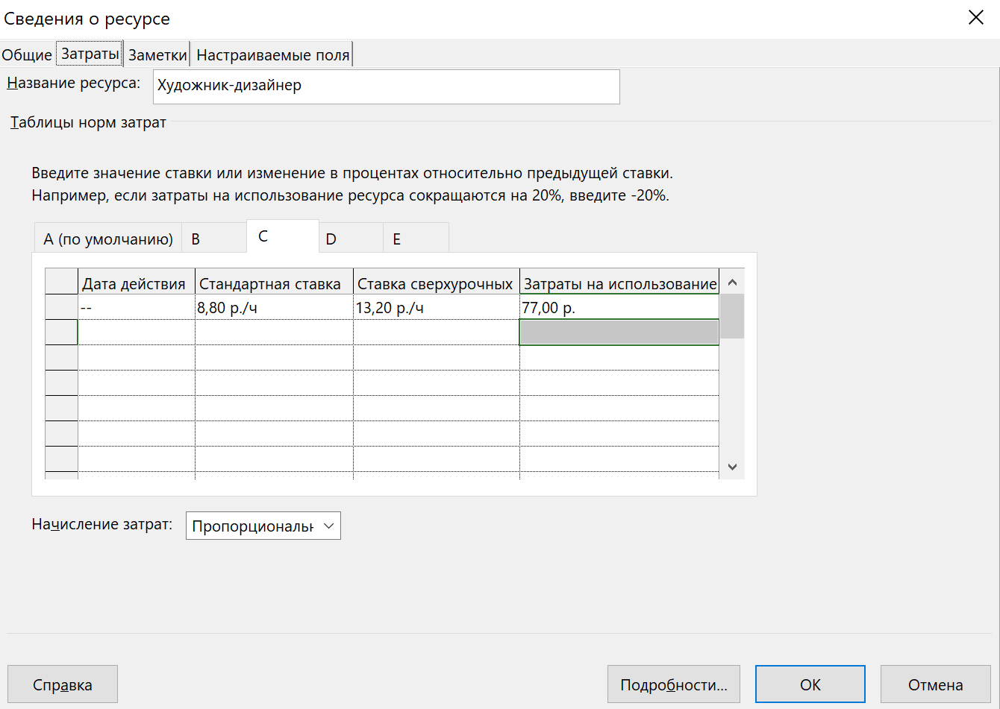 Сведения о ресурсе
Общие Затраты Заметки Настраиваемые поля
Название ресурса: Художник-дизайнер
Таблицы норм затрат
Введите значение ставки или изменение в процентах относительно предыдущей ставки.
Например, если затраты на использование ресурса сокращаются на 20%, введите -20%.
A (по умолчанию) B C D E
Дата действия Стандартная ставка Ставка сверхурочных Затраты на использование
-- 8,80 р./ч 13,20 р./ч 77,00 р.
Начисление затрат: Пропорциональн
Справка Подробности... ОК Отмена